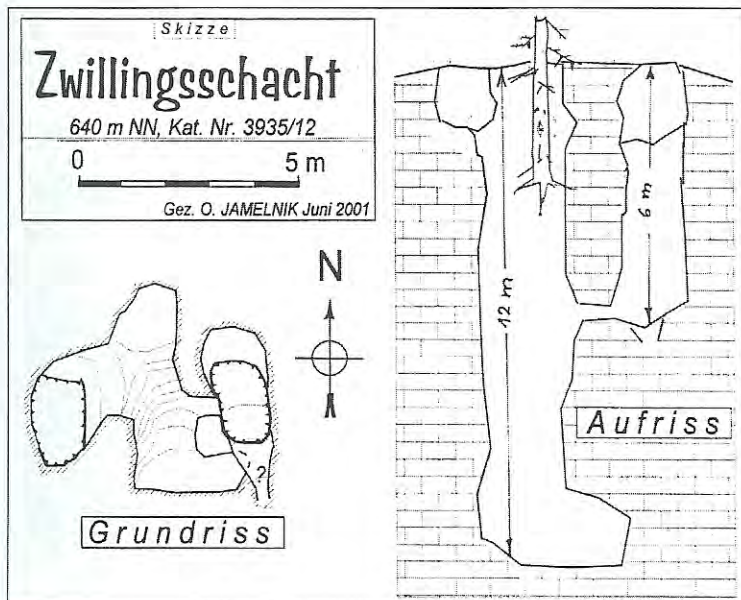 Skizze
Zwillingsschacht
640 m NN, Kat. Nr. 3935/12
0 5 m
Gez. O. JAMELNIK Juni 2001
N
?
Grundriss
12 m
6 m
Aufriss